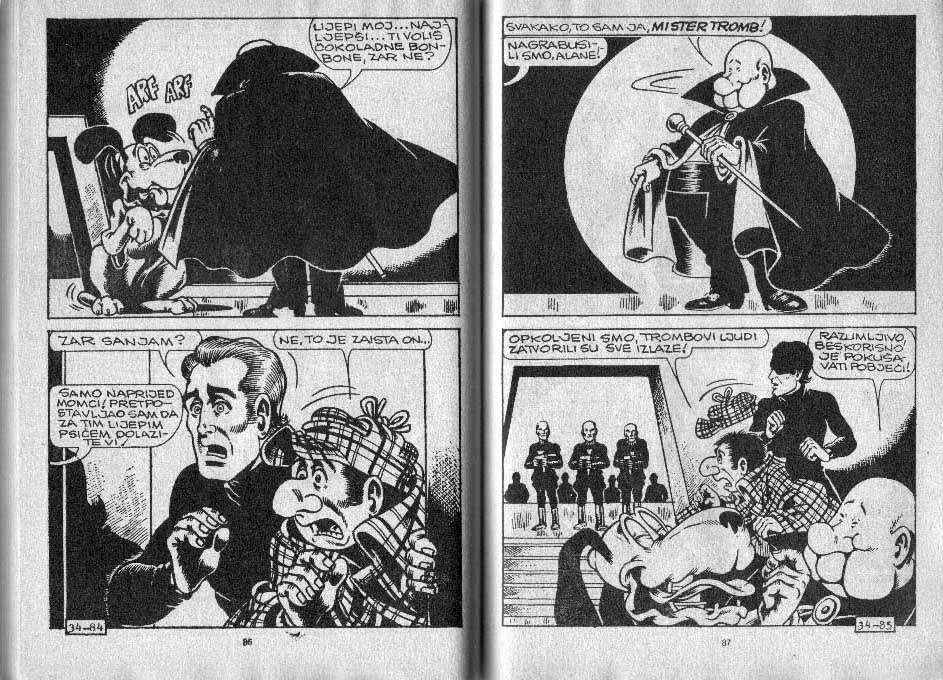 LIJEPI MOJ...NAJ-
LJEPŠI...TI VOLIŠ
ČOKOLADNE BON-
BONE, ZAR NE?
ARF ARF
ZAR SANJAM?
NE, TO JE ZAISTA ON...
SAMO NAPRIJED
MOMCI! PRETPO-
STAVLJAO SAM DA
ZA TIM LIJEPIM
PSIĆEM DOLAZI-
TE VI!
34-84
86
SVAKAKO, TO SAM JA, MISTER TROMB!
NAGRABUSI-
LI SMO, ALANE!
OPKOLJENI SMO, TROMBOVI LJUDI
ZATVORILI SU SVE IZLAZE!
RAZUMLJIVO,
BESKORISNO
JE POKUŠA-
VATI POBJEĆI!
34-85
87